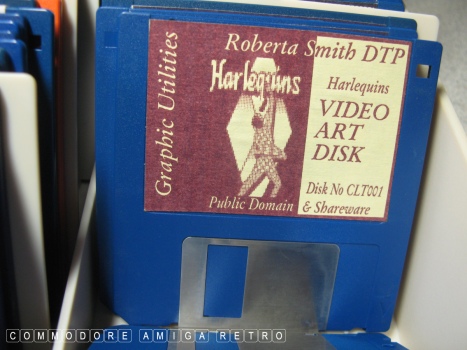 Roberta Smith DTP
Graphic Utilities
Harlequins
Harlequins
VIDEO
ART
DISK
Disk No CLT001
Public Domain & Shareware
COMMODORE AMIGA RETRO